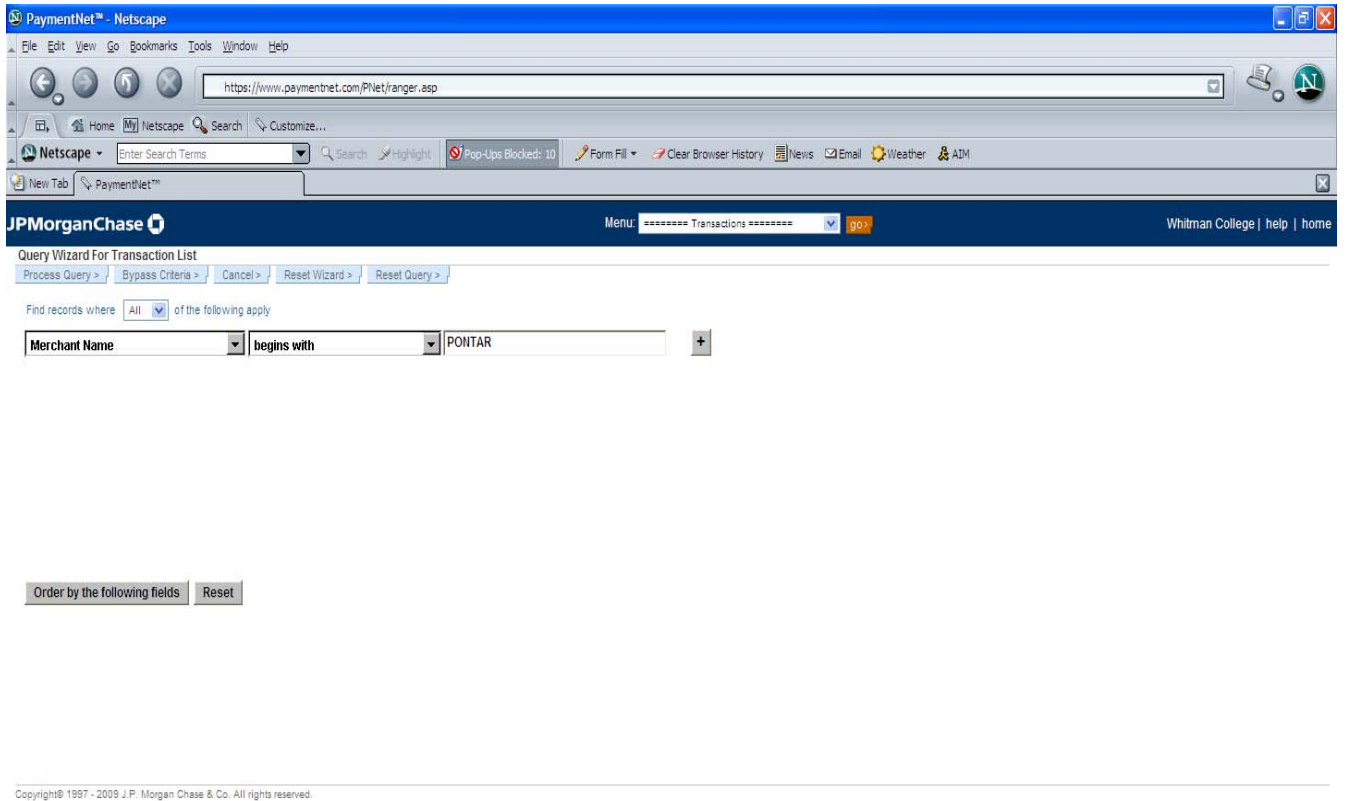 PaymentNet™ - Netscape
File Edit View Go Bookmarks Tools Window Help
https://www.paymentnet.com/PNet/ranger.asp
Home My Netscape Search Customize...
Netscape Enter Search Terms Search Highlight Pop-Ups Blocked: 10 Form Fill Clear Browser History News Email Weather AIM
New Tab PaymentNet™
JPMorganChase Menu: ======== Transactions ======== go> Whitman College | help | home
Query Wizard For Transaction List
Process Query > Bypass Criteria > Cancel > Reset Wizard > Reset Query >
Find records where All of the following apply
Merchant Name begins with PONTAR +
Order by the following fields Reset
Copyright© 1997 - 2009 J.P. Morgan Chase & Co. All rights reserved.